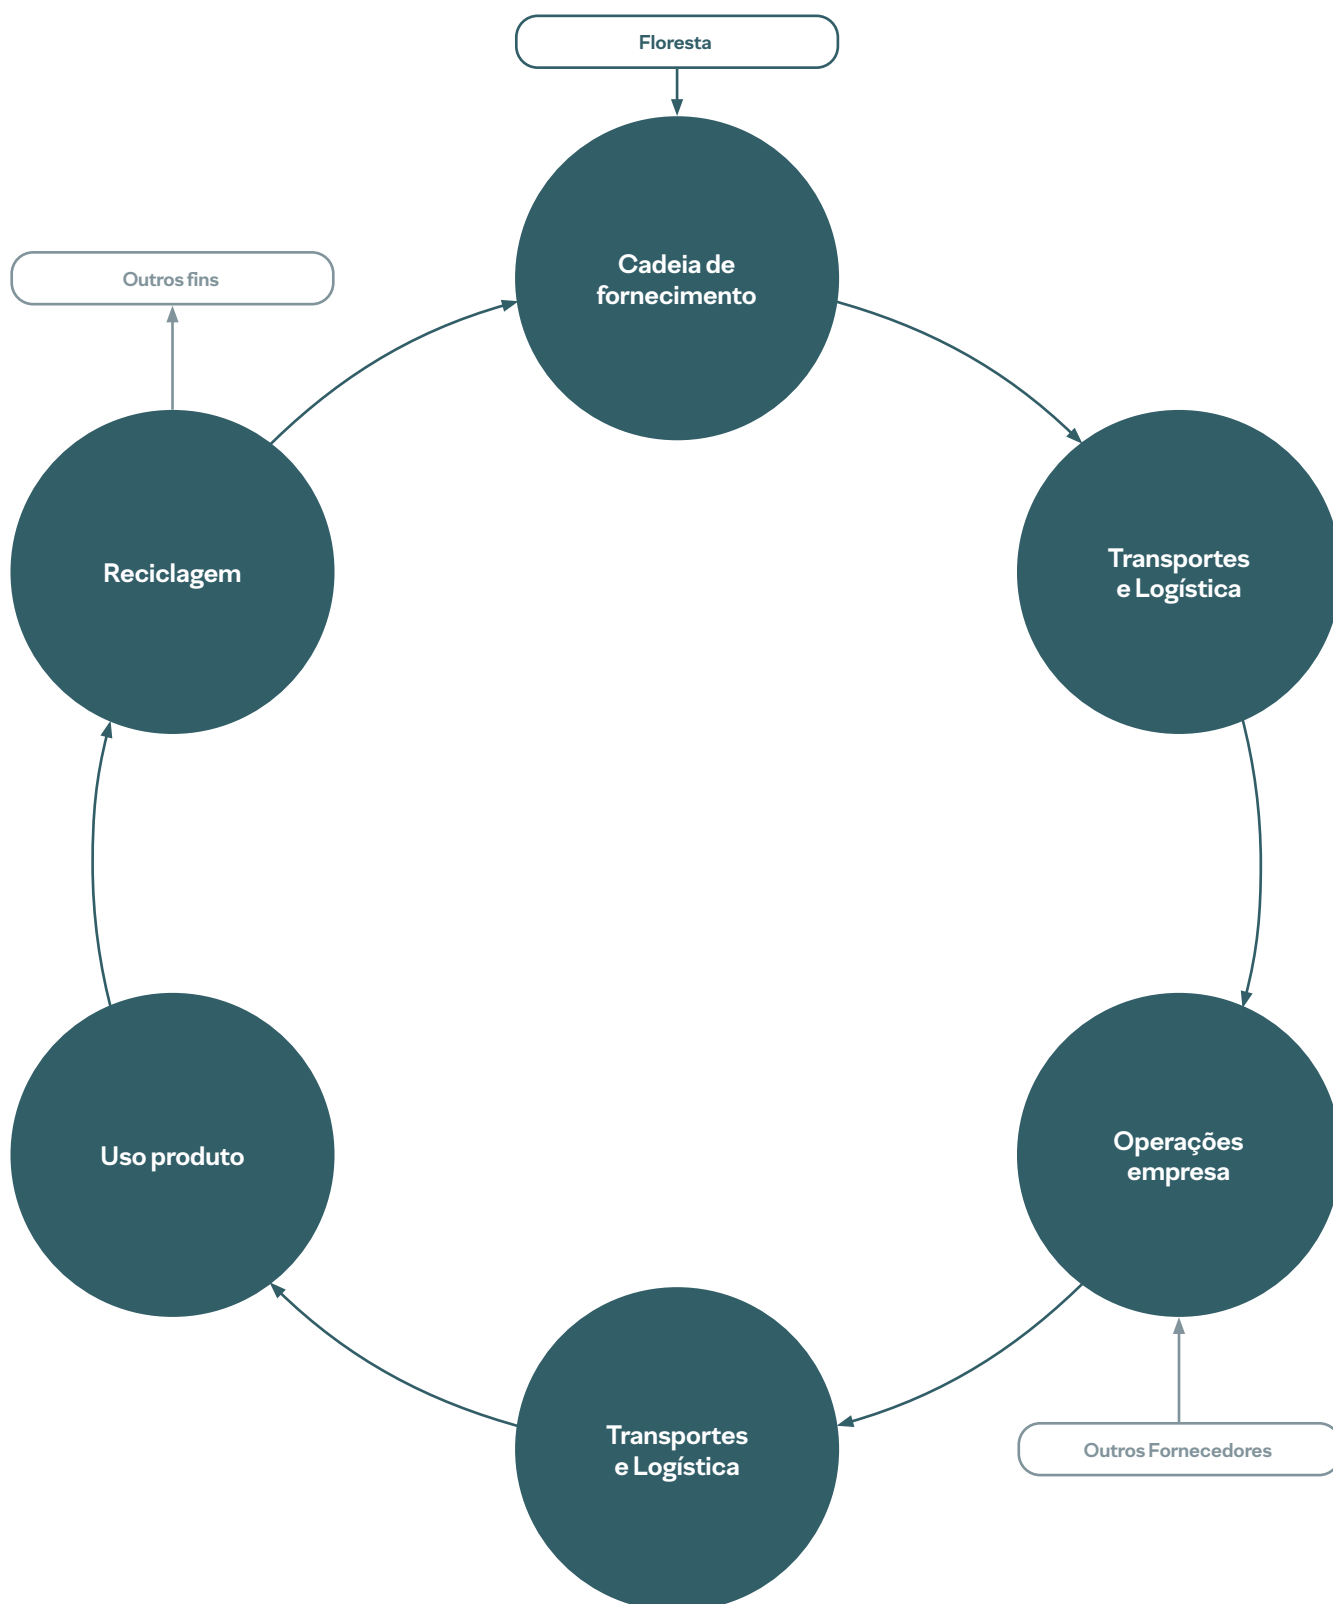 Floresta
Cadeia de
fornecimento
Outros fins
Reciclagem
Transportes
e Logística
Uso produto
Operações
empresa
Transportes
e Logística
Outros Fornecedores